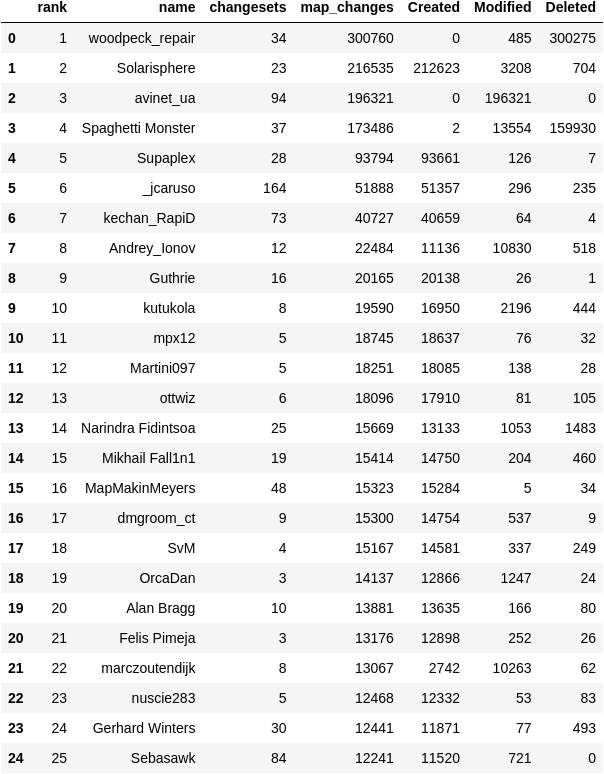 rank name changesets map_changes Created Modified Deleted
0 1 woodpeck_repair 34 300760 0 485 300275
1 2 Solarisphere 23 216535 212623 3208 704
2 3 avinet_ua 94 196321 0 196321 0
3 4 Spaghetti Monster 37 173486 2 13554 159930
4 5 Supaplex 28 93794 93661 126 7
5 6 _jcaruso 164 51888 51357 296 235
6 7 kechan_RapiD 73 40727 40659 64 4
7 8 Andrey_Ionov 12 22484 11136 10830 518
8 9 Guthrie 16 20165 20138 26 1
9 10 kutukola 8 19590 16950 2196 444
10 11 mpx12 5 18745 18637 76 32
11 12 Martini097 5 18251 18085 138 28
12 13 ottwiz 6 18096 17910 81 105
13 14 Narindra Fidintsoa 25 15669 13133 1053 1483
14 15 Mikhail Fall1n1 19 15414 14750 204 460
15 16 MapMakinMeyers 48 15323 15284 5 34
16 17 dmgroom_ct 9 15300 14754 537 9
17 18 SvM 4 15167 14581 337 249
18 19 OrcaDan 3 14137 12866 1247 24
19 20 Alan Bragg 10 13881 13635 166 80
20 21 Felis Pimeja 3 13176 12898 252 26
21 22 marczoutendijk 8 13067 2742 10263 62
22 23 nuscie283 5 12468 12332 53 83
23 24 Gerhard Winters 30 12441 11871 77 493
24 25 Sebasawk 84 12241 11520 721 0